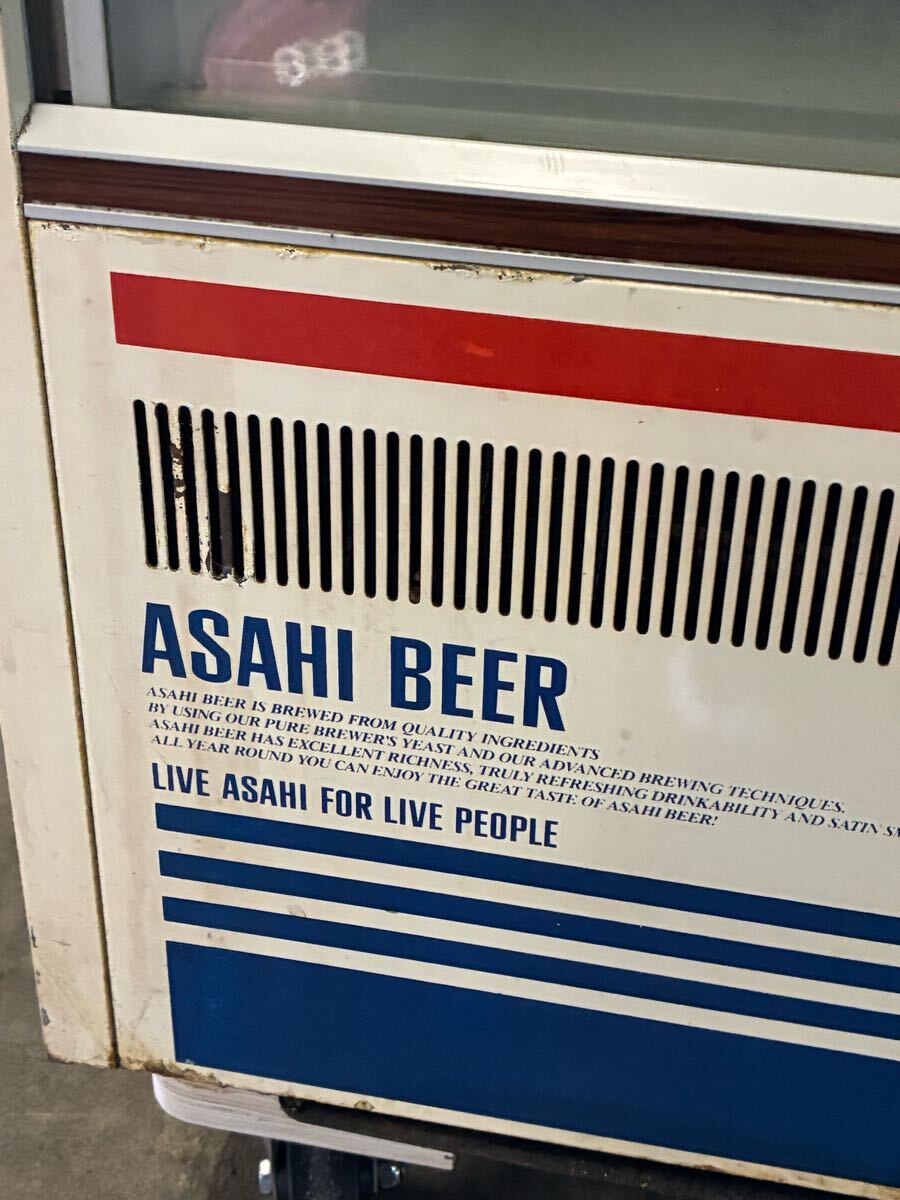 ASAHI BEER
ASAHI BEER IS BREWED FROM QUALITY INGREDIENTS
BY USING OUR PURE BREWER'S YEAST AND OUR ADVANCED BREWING TECHNIQUES.
ASAHI BEER HAS EXCELLENT RICHNESS, TRULY REFRESHING DRINKABILITY AND SATIN
ALL YEAR ROUND YOU CAN ENJOY THE GREAT TASTE OF ASAHI BEER!
LIVE ASAHI FOR LIVE PEOPLE